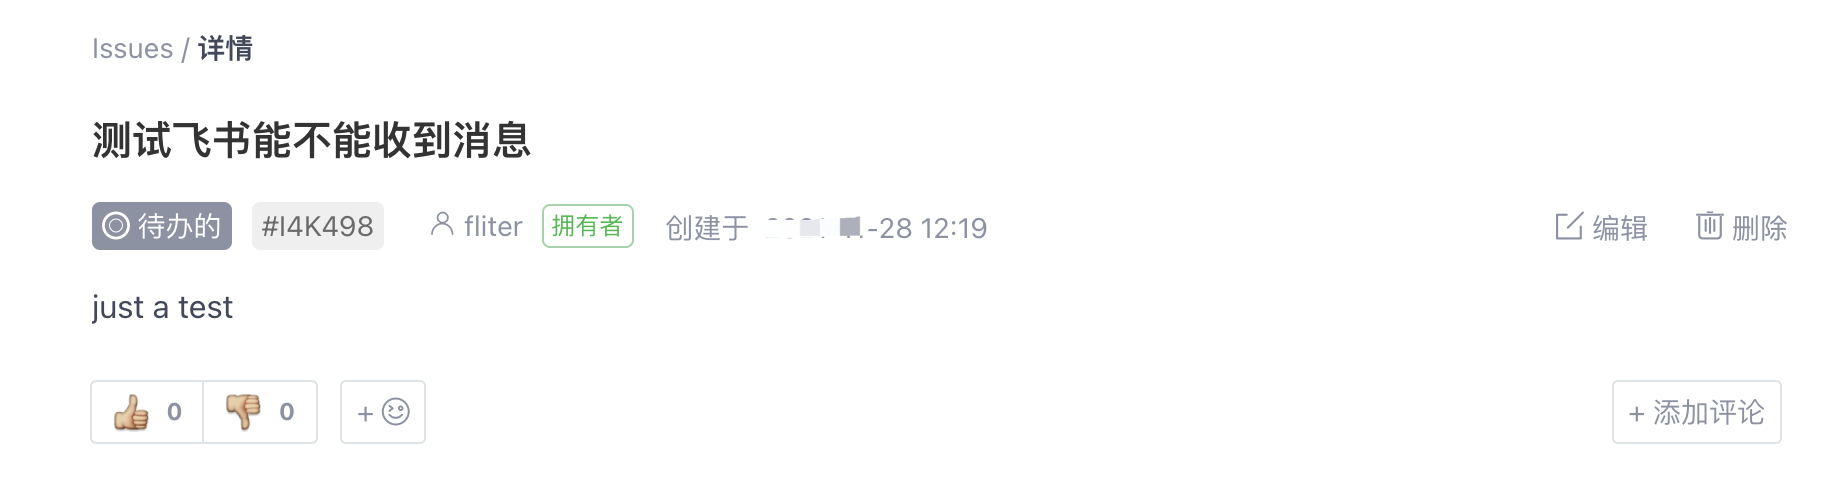 Issues / 详情
测试飞书能不能收到消息
待办的 #I4K498 fliter 拥有者 创建于 -28 12:19 编辑 删除
just a test
0 0 + + 添加评论